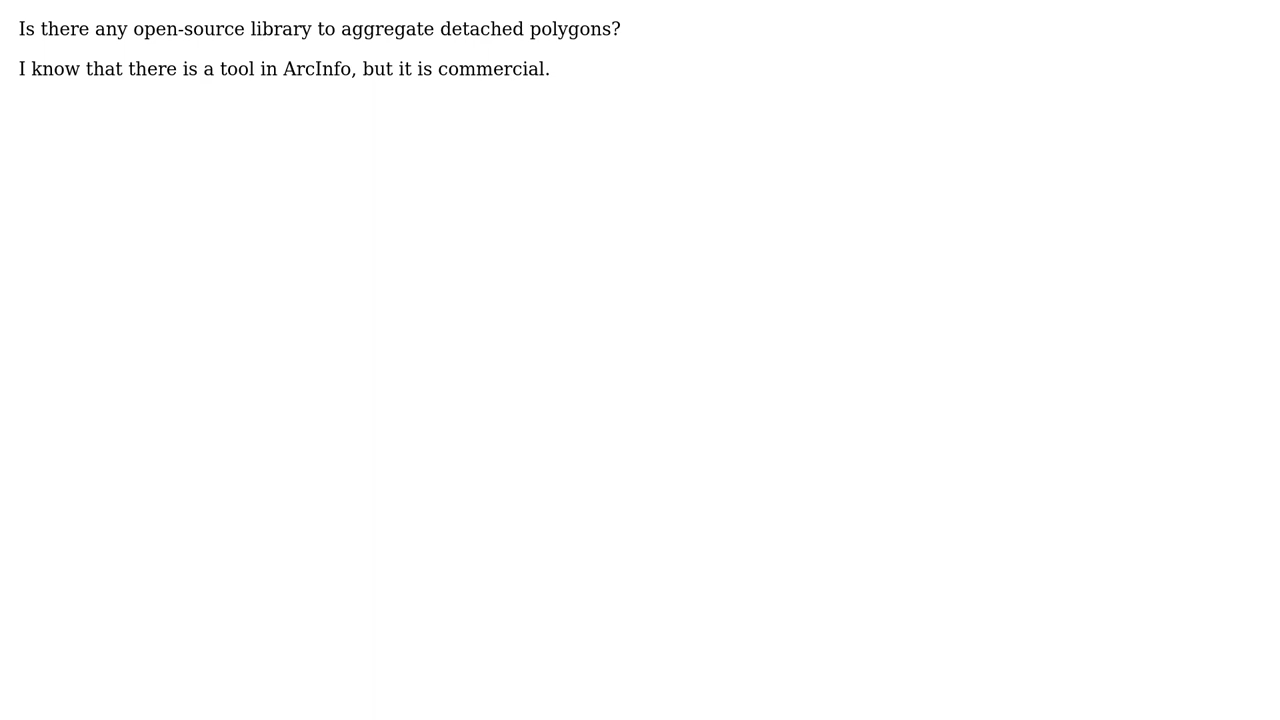 Is there any open-source library to aggregate detached polygons?
I know that there is a tool in ArcInfo, but it is commercial.